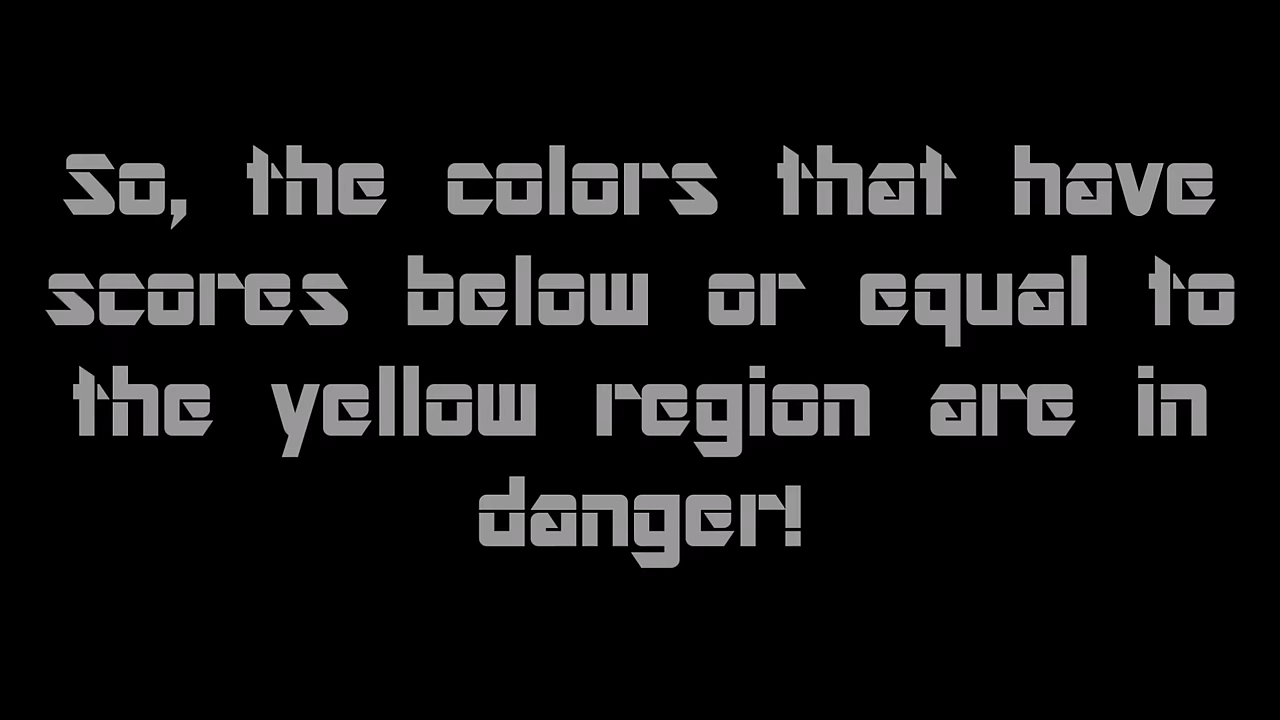 So, the colors that have
scores below or equal to
the yellow region are in
danger!